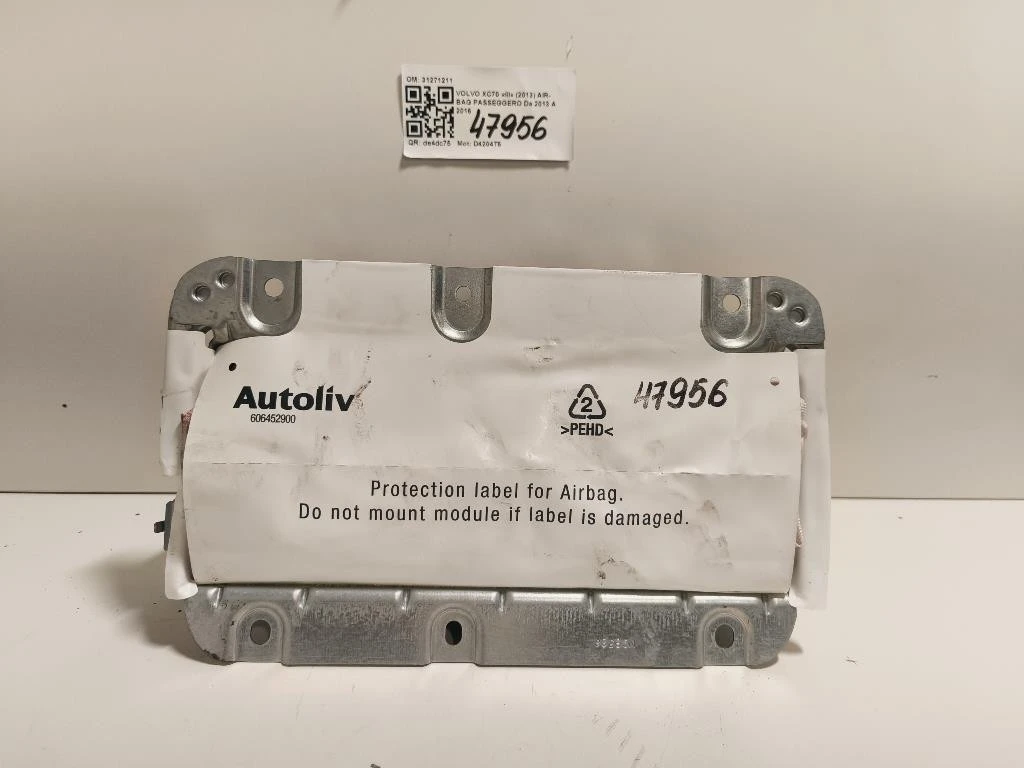 OM: 31271211
VOLVO XC70 «III» (2013) AIR-
BAG PASSEGGERO Da 2013 A
2016
47956
QR: de4dc75 Mot: D4204T5
Autoliv
606452900
2
>PEHD<
47956
Protection label for Airbag.
Do not mount module if label is damaged.